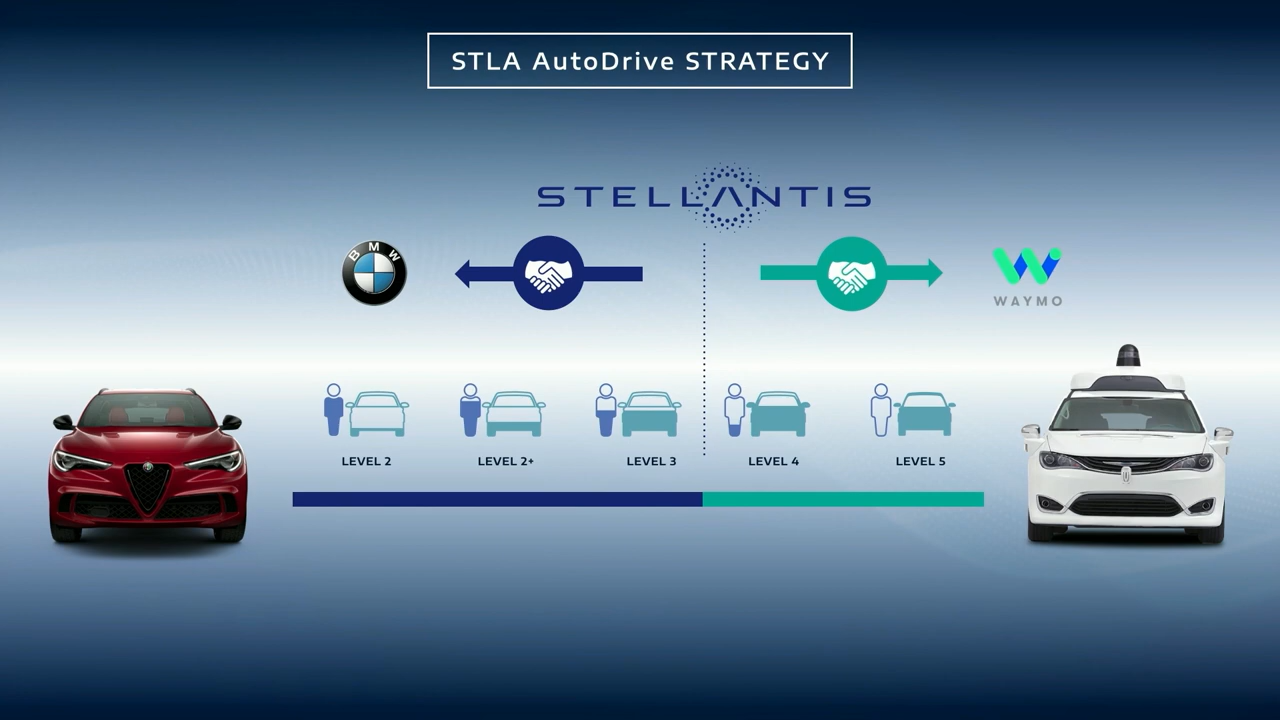 STLA AutoDrive STRATEGY
STELLANTIS
BMW
WAYMO
LEVEL 2
LEVEL 2+
LEVEL 3
LEVEL 4
LEVEL 5